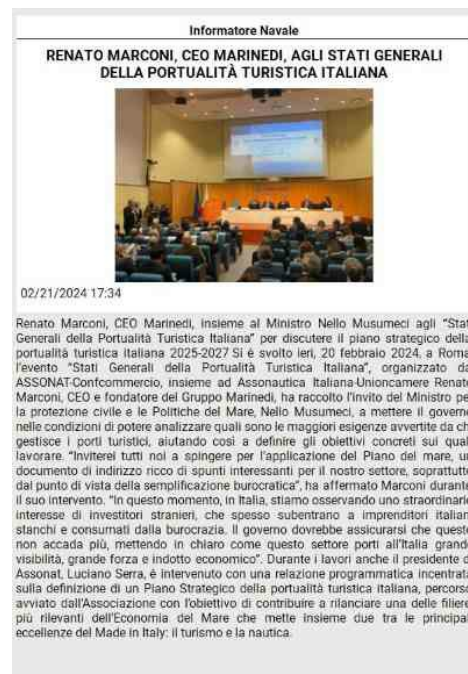 Informatore Navale
RENATO MARCONI, CEO MARINEDI, AGLI STATI GENERALI
DELLA PORTUALITÀ TURISTICA ITALIANA
02/21/2024 17:34
Renato Marconi, CEO Marinedi, insieme al Ministro Nello Musumeci agli "Stat
Generali della Portualità Turistica Italiana" per discutere il piano strategico della
portualità turistica italiana 2025-2027 Si è svolto ieri, 20 febbraio 2024, a Roma
l'evento "Stati Generali della Portualità Turistica Italiana", organizzato da
ASSONAT-Confcommercio, insieme ad Assonautica Italiana-Unioncamere Renato
Marconi, CEO e fondatore del Gruppo Marinedi, ha raccolto l'invito del Ministro pe
la protezione civile e le Politiche del Mare, Nello Musumeci, a mettere il governo
nelle condizioni di potere analizzare quali sono le maggiori esigenze avvertite da ch
gestisce i porti turistici, aiutando così a definire gli obiettivi concreti sui qual
lavorare. "Inviterei tutti noi a spingere per l'applicazione del Piano del mare, un
documento di indirizzo ricco di spunti interessanti per il nostro settore, soprattutto
dal punto di vista della semplificazione burocratica", ha affermato Marconi durante
il suo intervento. "In questo momento, in Italia, stiamo osservando uno straordinario
interesse di investitori stranieri, che spesso subentrano a imprenditori italian
stanchi e consumati dalla burocrazia. Il governo dovrebbe assicurarsi che questo
non accada più, mettendo in chiaro come questo settore porti all'Italia grande
visibilità, grande forza e indotto economico". Durante i lavori anche il presidente d
Assonat, Luciano Serra, è intervenuto con una relazione programmatica incentrata
sulla definizione di un Piano Strategico della portualità turistica italiana, percorso
avviato dall'Associazione con l'obiettivo di contribuire a rilanciare una delle filiere
più rilevanti dell'Economia del Mare che mette insieme due tra le principal
eccellenze del Made in Italy: il turismo e la nautica.